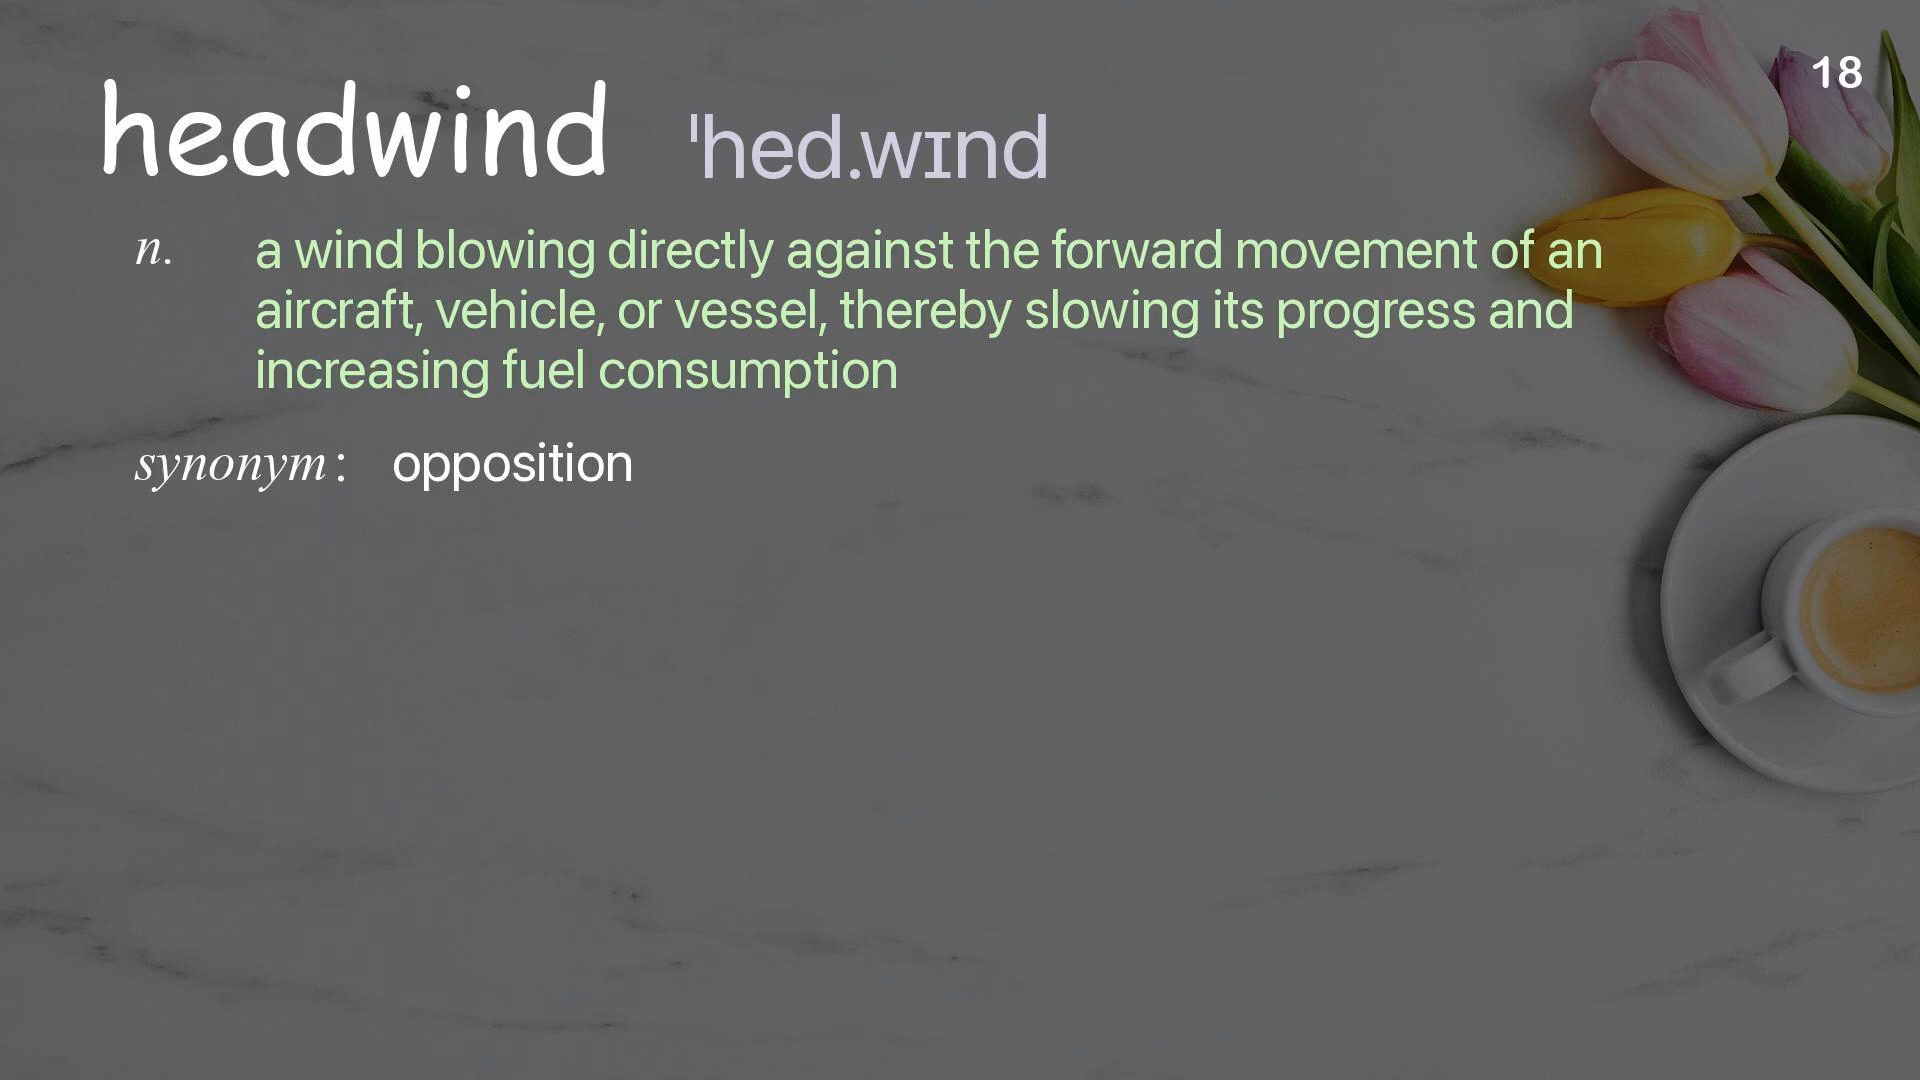 18
headwind ˈhed.wɪnd
n. a wind blowing directly against the forward movement of an
aircraft, vehicle, or vessel, thereby slowing its progress and
increasing fuel consumption
synonym: opposition